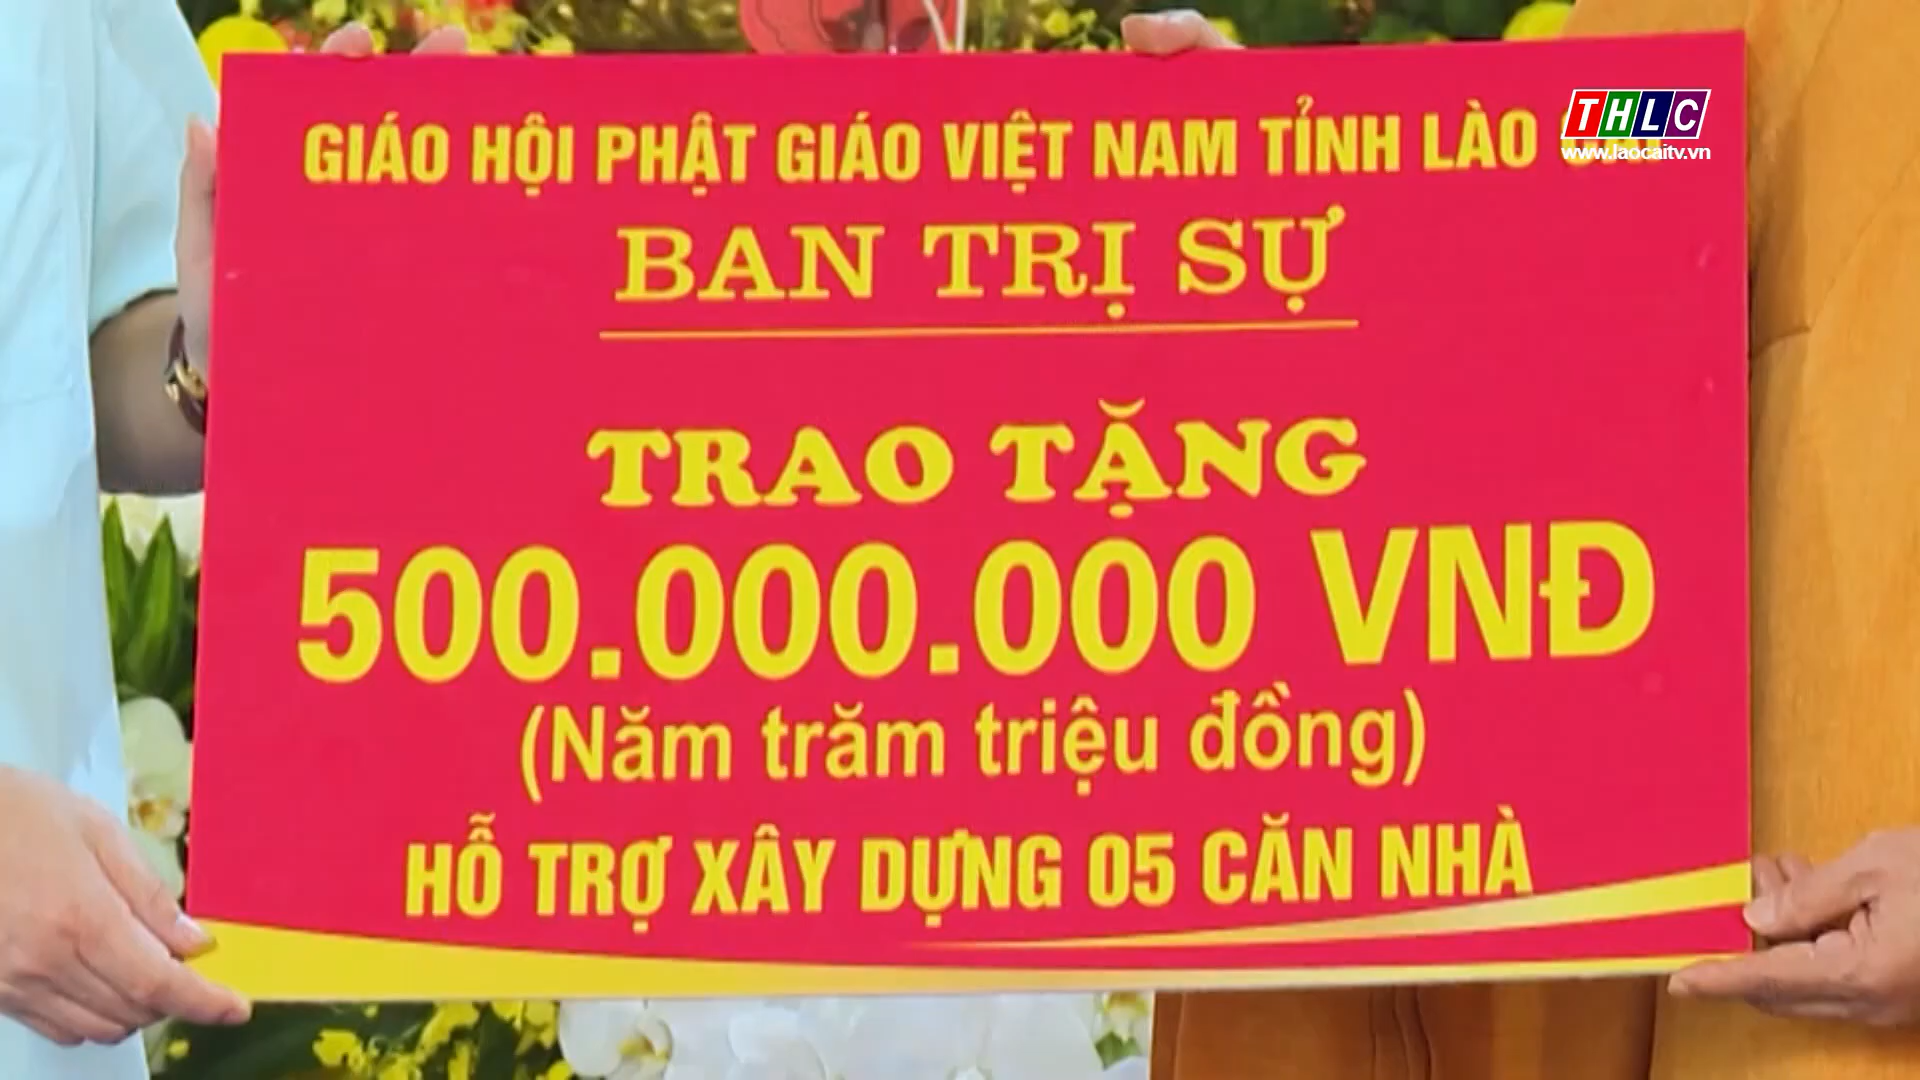 GIÁO HỘI PHẬT GIÁO VIỆT NAM TỈNH LÀO
THLC
www.laocaitv.vn
BAN TRỊ SỰ
TRAO TẶNG
500.000.000 VNĐ
(Năm trăm triệu đồng)
HỖ TRỢ XÂY DỰNG 05 CĂN NHÀ